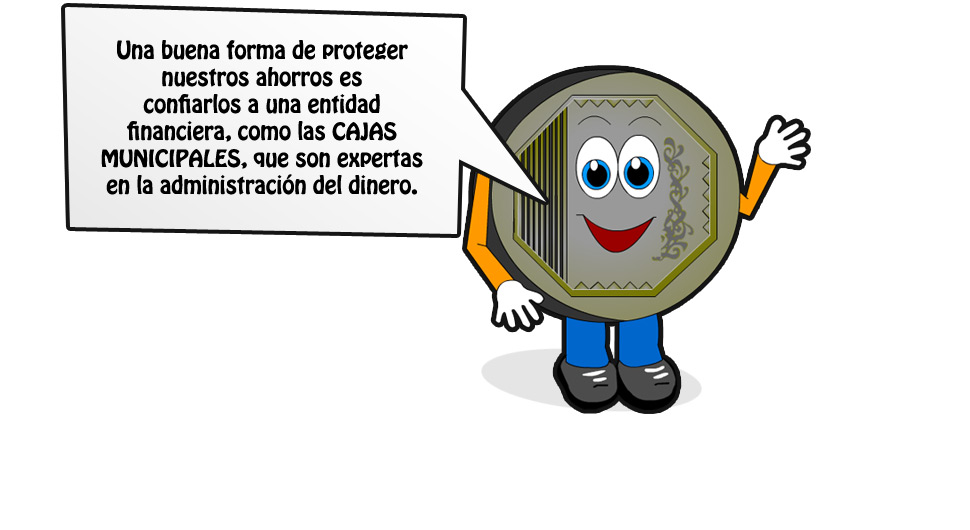 Una buena forma de proteger
nuestros ahorros es
confiarlos a una entidad
financiera, como las CAJAS
MUNICIPALES, que son expertas
en la administración del dinero.